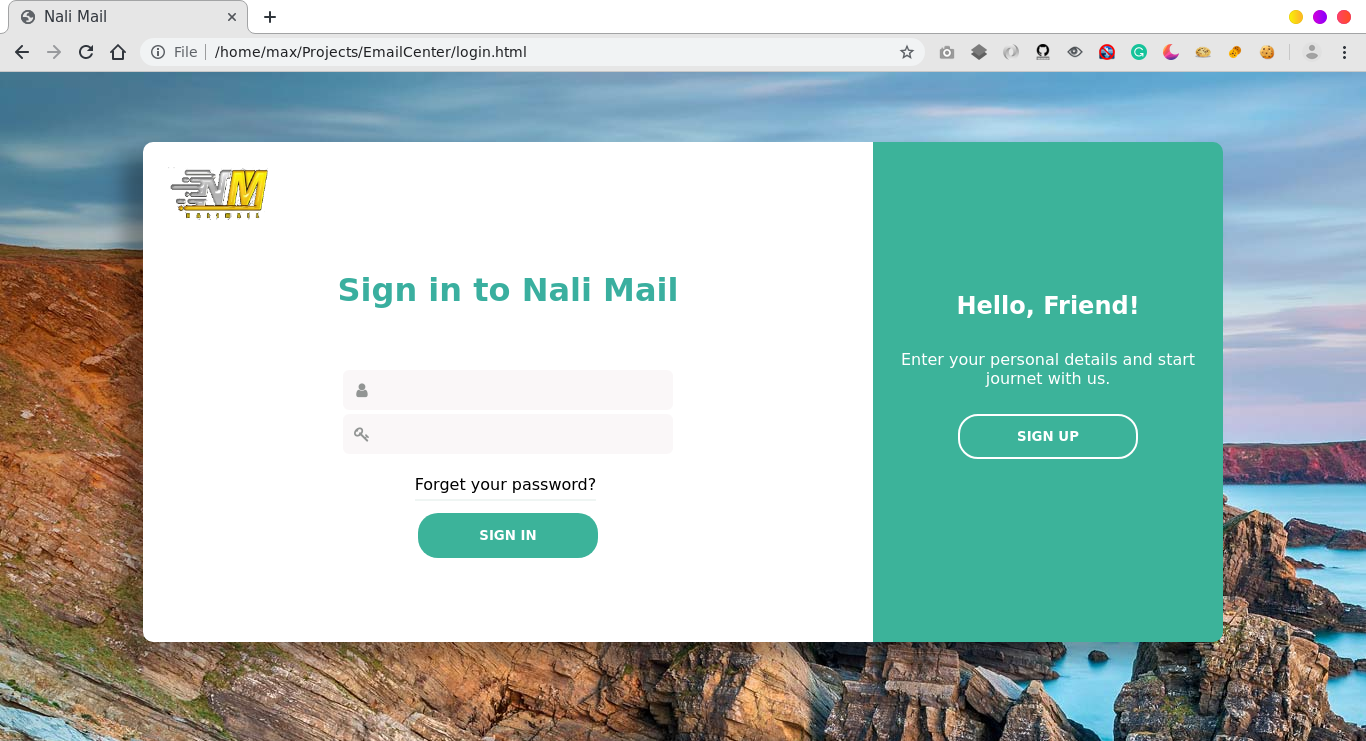 Nali Mail
File
/home/max/Projects/EmailCenter/login.html
NM
Sign in to Nali Mail
Forget your password?
SIGN IN
Hello, Friend!
Enter your personal details and start
journet with us.
SIGN UP